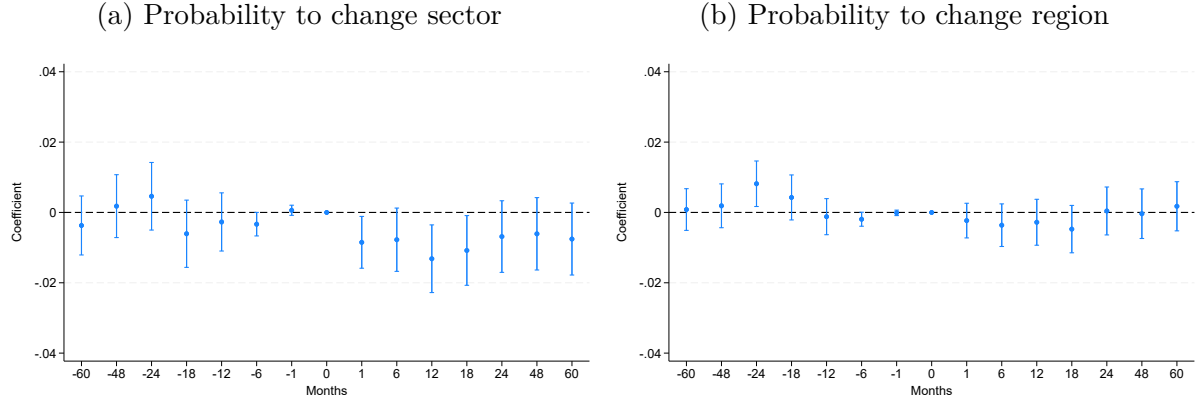 (a) Probability to change sector
(b) Probability to change region
.04
.02
0
-.02
-.04
Coefficient
-60 -48 -24 -18 -12 -6 -1 0 1 6 12 18 24 48 60
Months
.04
.02
0
-.02
-.04
Coefficient
-60 -48 -24 -18 -12 -6 -1 0 1 6 12 18 24 48 60
Months